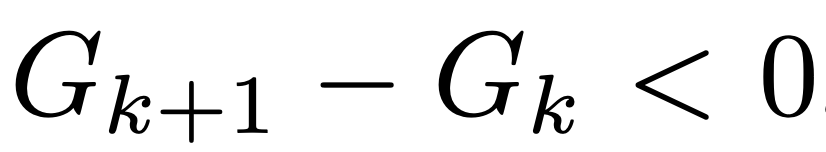 G_{k+1} − G_k < 0.